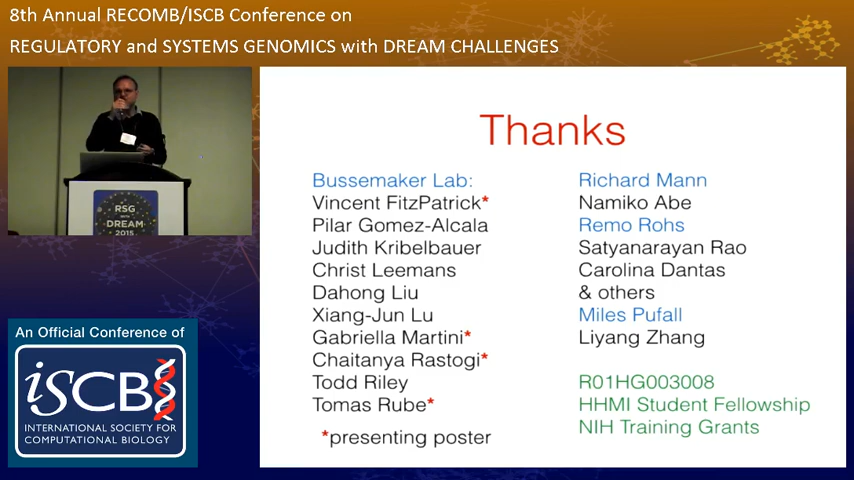 8th Annual RECOMB/ISCB Conference on
REGULATORY and SYSTEMS GENOMICS with DREAM CHALLENGES
RSG
WITH
DREAM
2015
An Official Conference of
iSCB
INTERNATIONAL SOCIETY FOR
COMPUTATIONAL BIOLOGY
Thanks
Bussemaker Lab:
Vincent FitzPatrick*
Pilar Gomez-Alcala
Judith Kribelbauer
Christ Leemans
Dahong Liu
Xiang-Jun Lu
Gabriella Martini*
Chaitanya Rastogi*
Todd Riley
Tomas Rube*
*presenting poster
Richard Mann
Namiko Abe
Remo Rohs
Satyanarayan Rao
Carolina Dantas
& others
Miles Pufall
Liyang Zhang
R01HG003008
HHMI Student Fellowship
NIH Training Grants